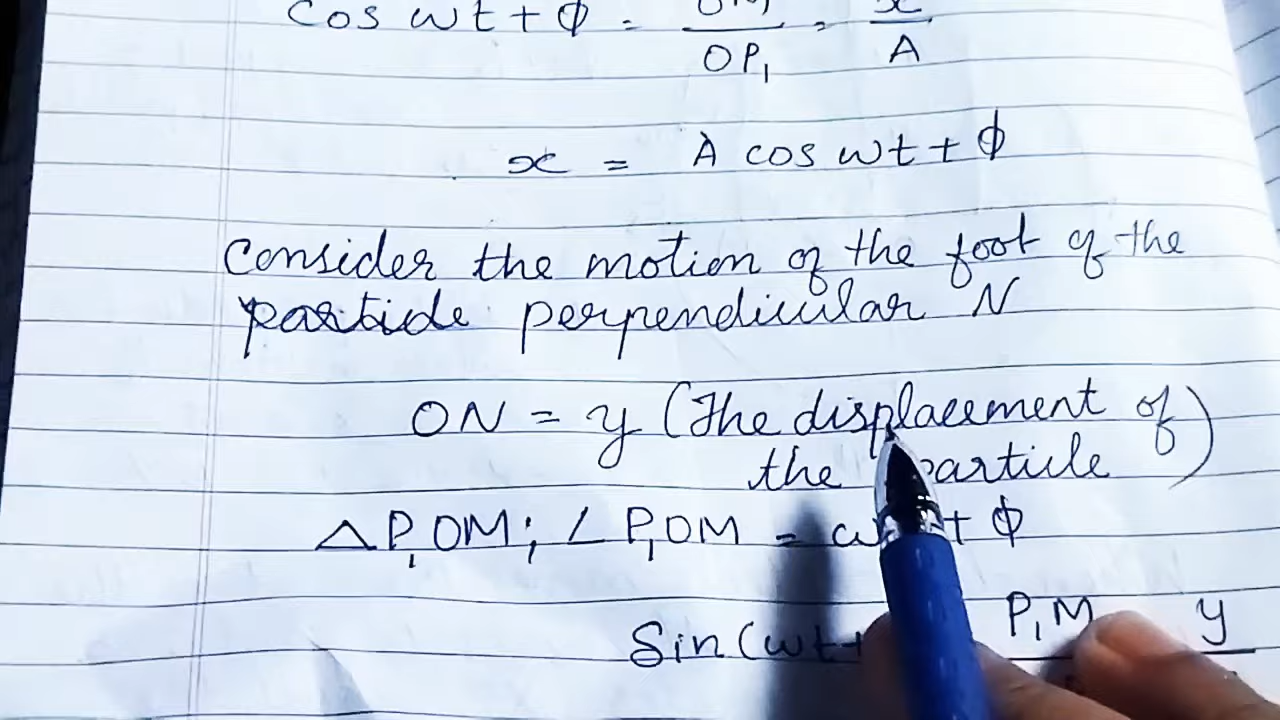 Cos ωt + ϕ = OM / OP₁ = x / A
x = A cos ωt + ϕ
Consider the motion of the foot of the
particle perpendicular N
ON = y (The displacement of
the particle)
△P₁OM; ∠P₁OM = ωt + ϕ
Sin(ωt+ P₁M y